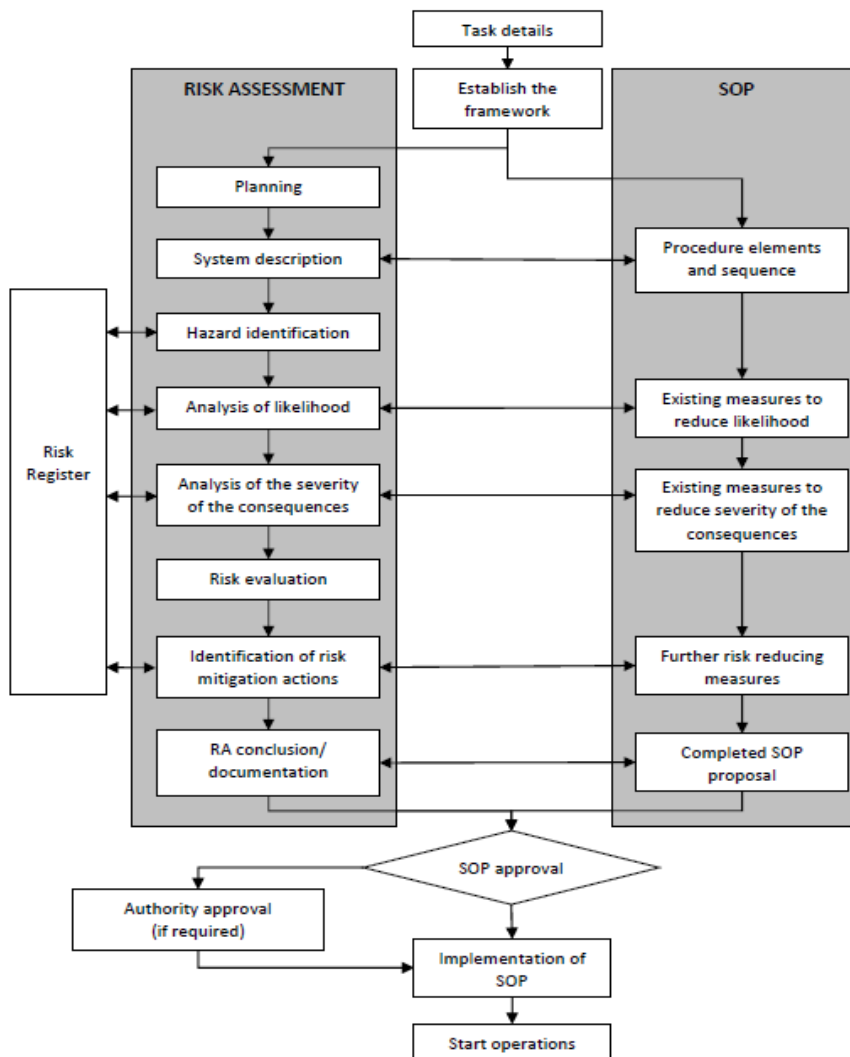 Task details
RISK ASSESSMENT
Establish the
framework
SOP
Planning
System description
Procedure elements
and sequence
Hazard identification
Analysis of likelihood
Existing measures to
reduce likelihood
Risk
Register
Analysis of the severity
of the consequences
Existing measures to
reduce severity of the
consequences
Risk evaluation
Identification of risk
mitigation actions
Further risk reducing
measures
RA conclusion/
documentation
Completed SOP
proposal
SOP approval
Authority approval
(if required)
Implementation of
SOP
Start operations